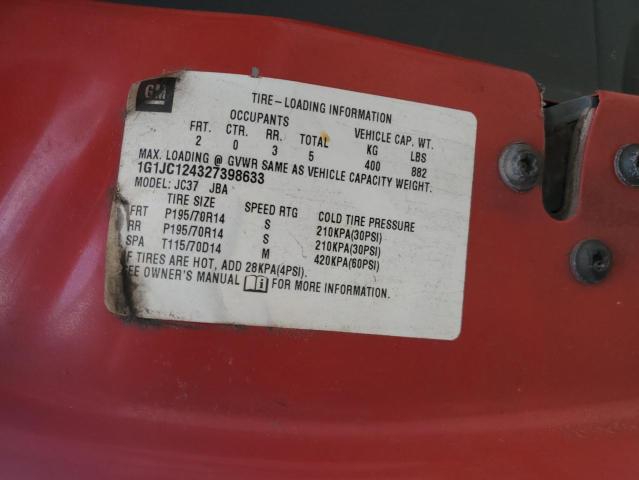 GM
TIRE-LOADING INFORMATION
OCCUPANTS VEHICLE CAP. WT.
FRT. CTR. RR. TOTAL KG LBS
2 0 3 5 400 882
MAX. LOADING @ GVWR SAME AS VEHICLE CAPACITY WEIGHT.
1G1JC124327398633
MODEL: JC37 JBA
TIRE SIZE SPEED RTG COLD TIRE PRESSURE
FRT P195/70R14 S 210KPA(30PSI)
RR P195/70R14 S 210KPA(30PSI)
SPA T115/70D14 M 420KPA(60PSI)
F TIRES ARE HOT, ADD 28KPA(4PSI).
EE OWNER'S MANUAL i FOR MORE INFORMATION.